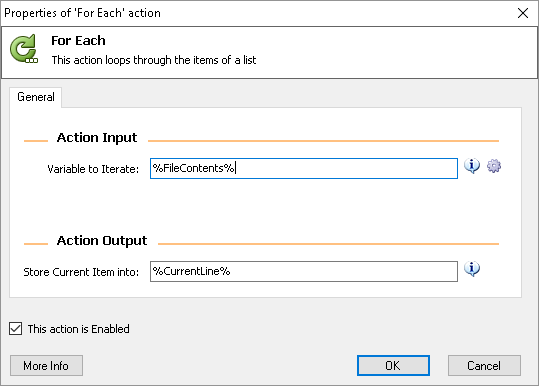 Properties of 'For Each' action
For Each
This action loops through the items of a list
General
Action Input
Variable to Iterate: %FileContents%
Action Output
Store Current Item into: %CurrentLine%
This action is Enabled
More Info OK Cancel